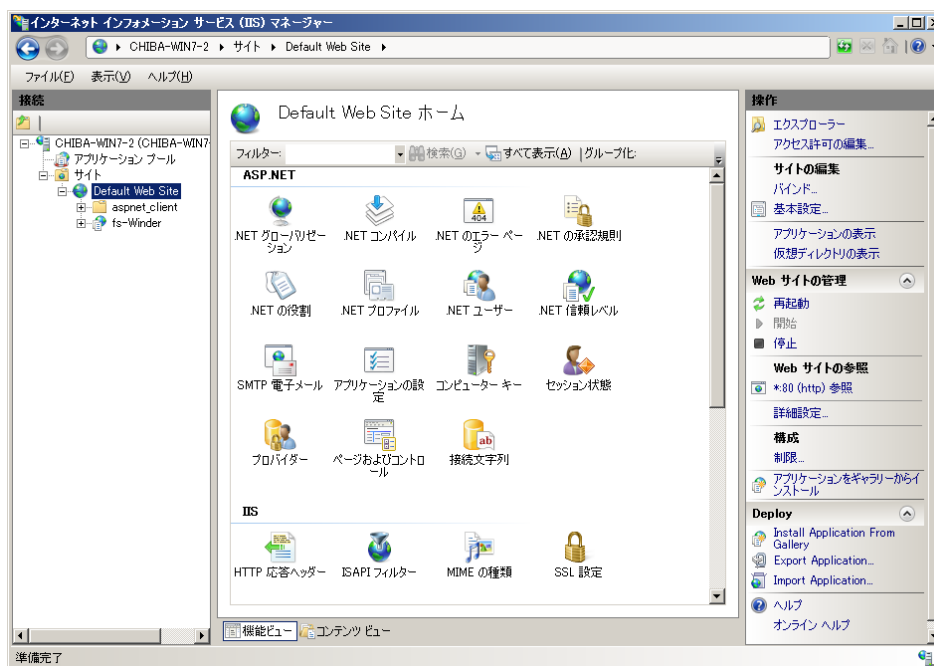 インターネット インフォメーション サービス (IIS) マネージャー
CHIBA-WIN7-2 サイト Default Web Site
ファイル(F) 表示(V) ヘルプ(H)
接続
CHIBA-WIN7-2 (CHIBA-WIN7-
アプリケーション プール
サイト
Default Web Site
aspnet_client
fs-Winder
Default Web Site ホーム
フィルター: 検索(G) すべて表示(A) グループ化:
ASP.NET
.NET グローバリゼーション
.NET コンパイル
.NET のエラー ページ
.NET の承認規則
.NET の役割
.NET プロファイル
.NET ユーザー
.NET 信頼レベル
SMTP 電子メール
アプリケーションの設定
コンピューター キー
セッション状態
プロバイダー
ページおよびコントロール
接続文字列
IIS
HTTP 応答ヘッダー
ISAPI フィルター
MIME の種類
SSL 設定
機能ビュー コンテンツ ビュー
操作
エクスプローラー
アクセス許可の編集...
サイトの編集
バインド...
基本設定...
アプリケーションの表示
仮想ディレクトリの表示
Web サイトの管理
再起動
開始
停止
Web サイトの参照
*:80 (http) 参照
詳細設定...
構成
制限...
アプリケーションをギャラリーからイ
ンストール
Deploy
Install Application From
Gallery
Export Application...
Import Application...
ヘルプ
オンライン ヘルプ
準備完了